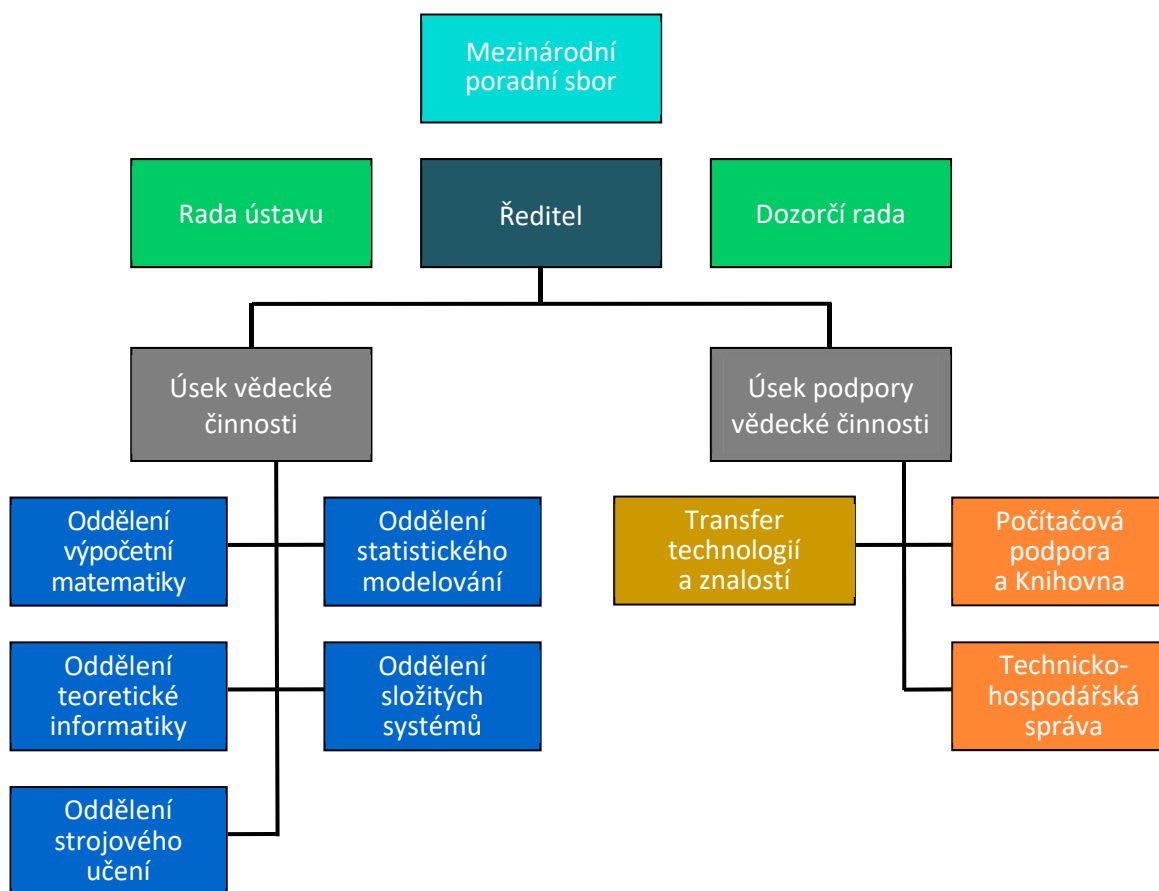 Mezinárodní
poradní sbor
Rada ústavu
Ředitel
Dozorčí rada
Úsek vědecké
činnosti
Úsek podpory
vědecké činnosti
Oddělení
výpočetní
matematiky
Oddělení
statistického
modelování
Transfer
technologií
a znalostí
Počítačová
podpora
a Knihovna
Oddělení
teoretické
informatiky
Oddělení
složitých
systémů
Technicko-
hospodářská
správa
Oddělení
strojového
učení